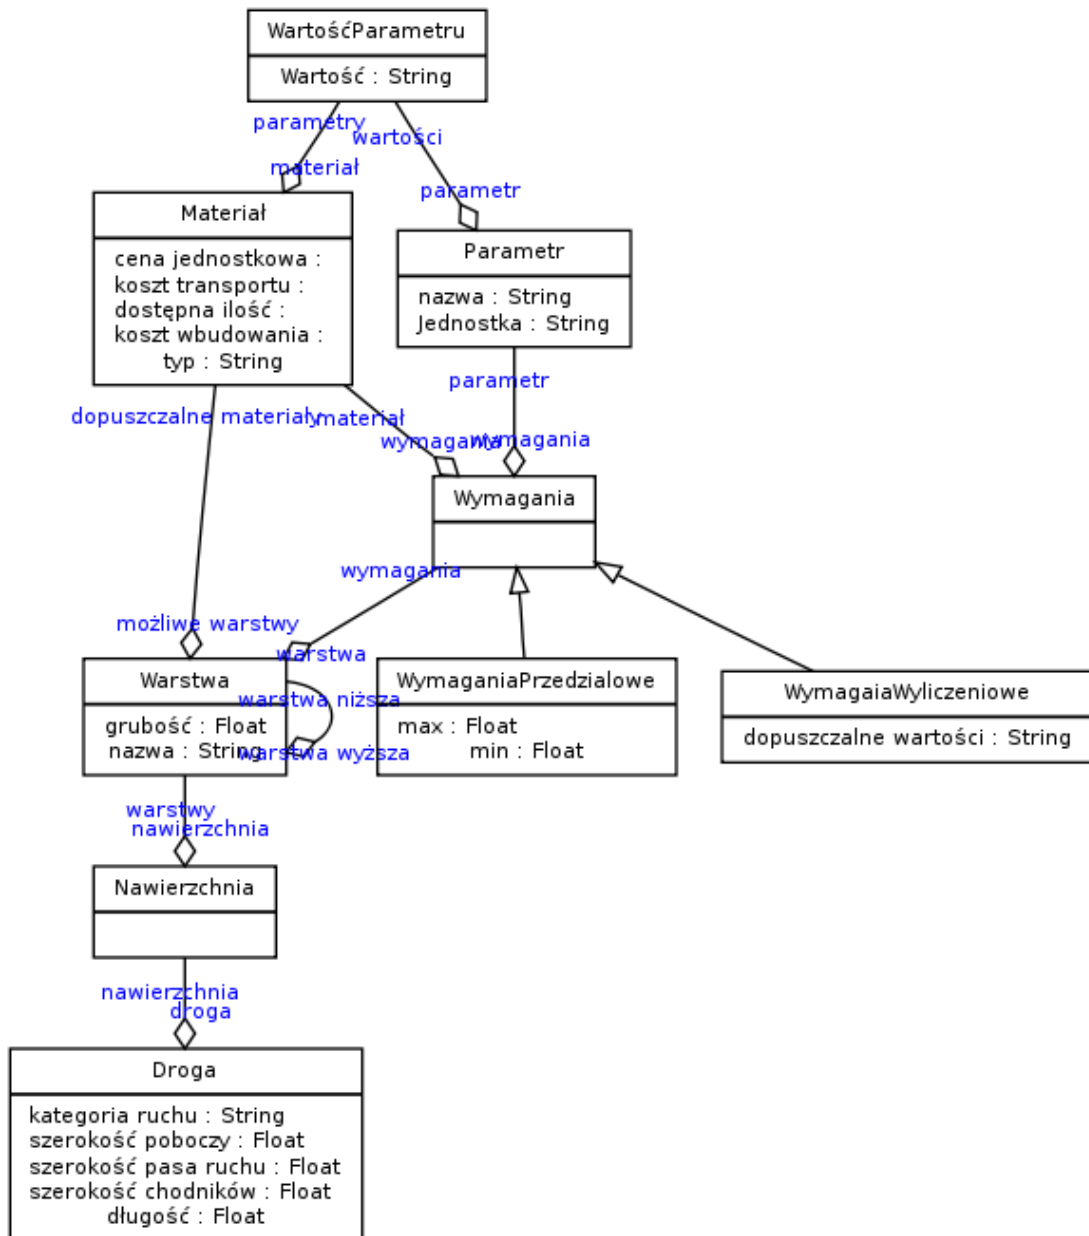 WartośćParametru
Wartość : String
parametry
wartości
materiał
parametr
Materiał
cena jednostkowa :
koszt transportu :
dostępna ilość :
koszt wbudowania :
typ : String
Parametr
nazwa : String
Jednostka : String
parametr
dopuszczalne materiały
materiał
wymagania
wymagania
Wymagania
wymagania
możliwe warstwy
warstwa
Warstwa
grubość : Float
nazwa : String
warstwa niższa
warstwa wyższa
WymaganiaPrzedzialowe
max : Float
min : Float
WymagaiaWyliczeniowe
dopuszczalne wartości : String
warstwy
nawierzchnia
Nawierzchnia
nawierzchnia
droga
Droga
kategoria ruchu : String
szerokość poboczy : Float
szerokość pasa ruchu : Float
szerokość chodników : Float
długość : Float